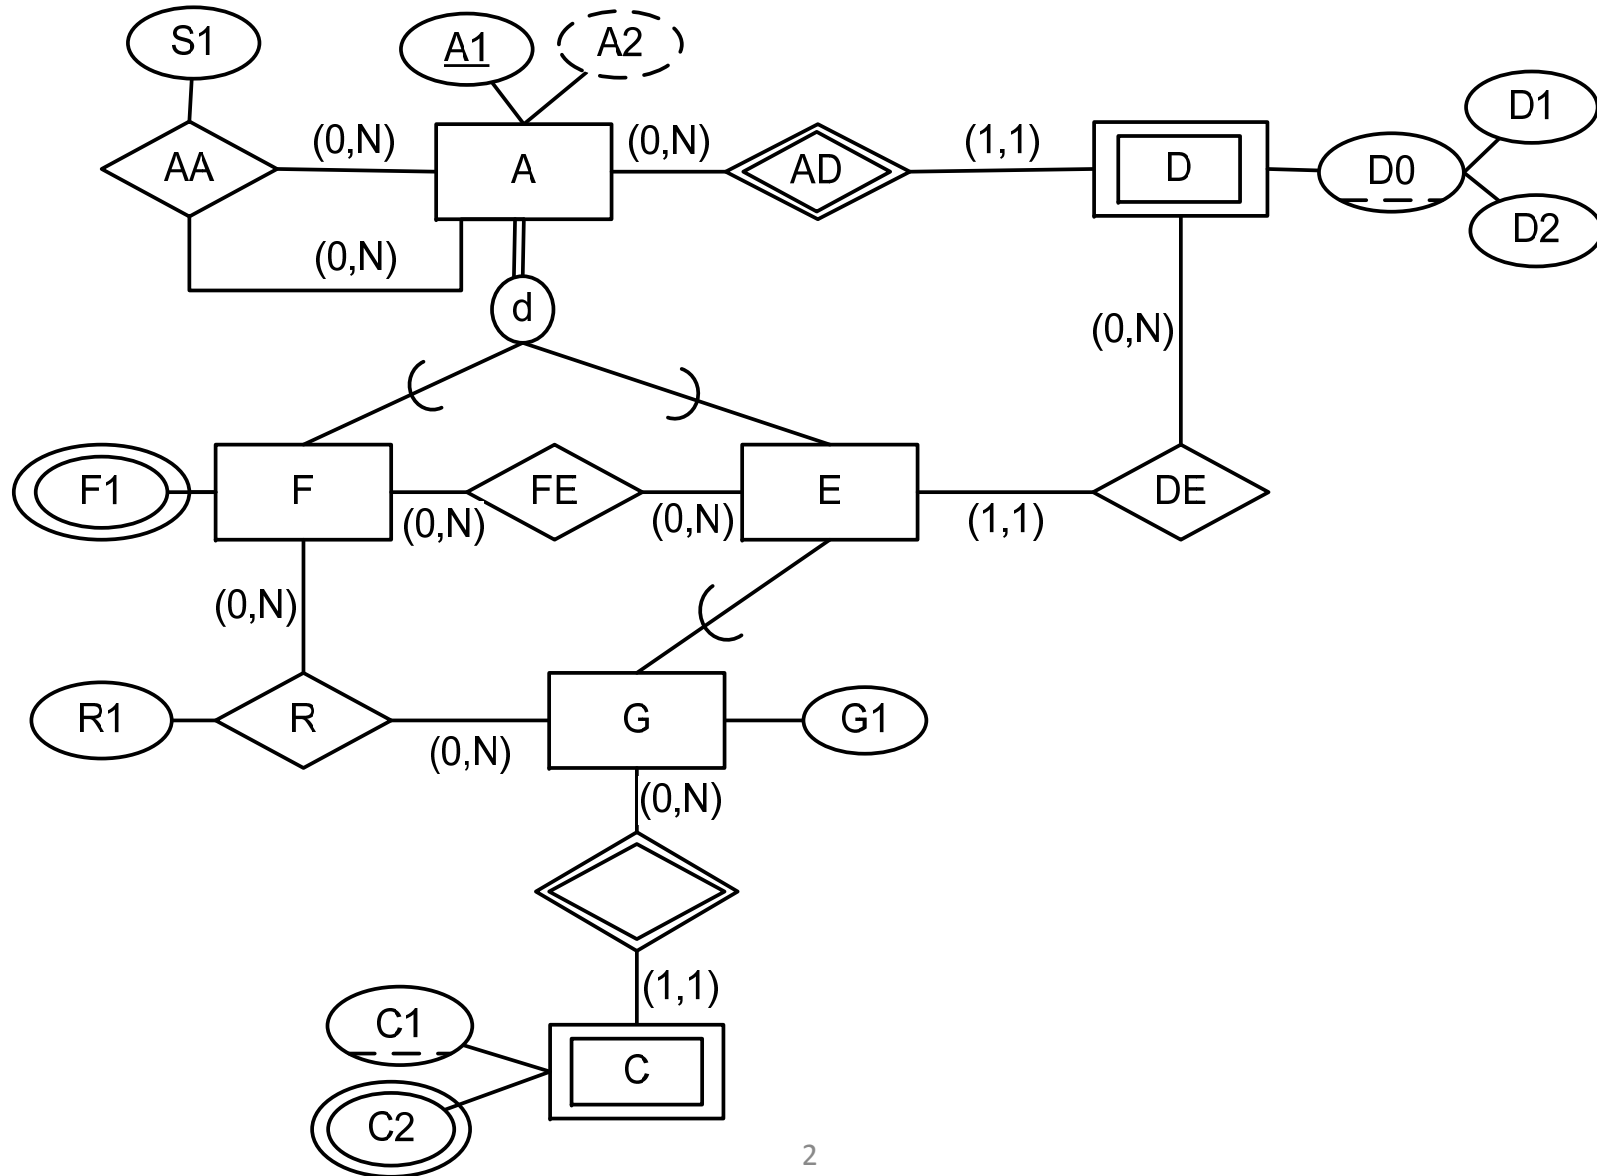 S1
A1
A2
D1
AA
(0,N)
A
(0,N)
AD
(1,1)
D
D0
D2
(0,N)
d
(0,N)
F1
F
FE
E
DE
(0,N)
(0,N)
(1,1)
(0,N)
R1
R
G
G1
(0,N)
(0,N)
(1,1)
C1
C
C2
2